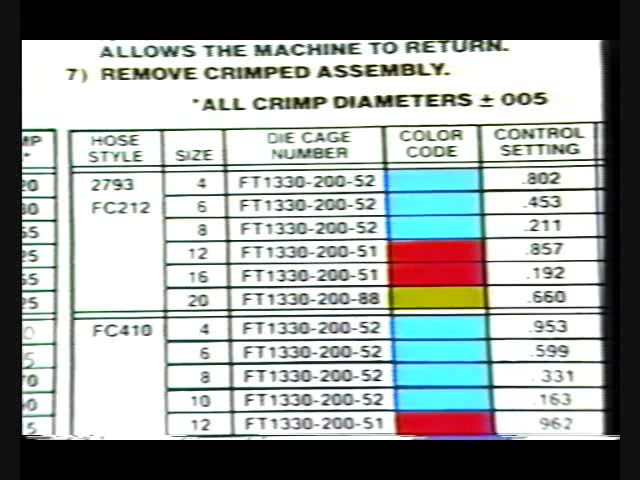 ALLOWS THE MACHINE TO RETURN.
7) REMOVE CRIMPED ASSEMBLY.
*ALL CRIMP DIAMETERS ± 005
HOSE STYLE SIZE DIE CAGE NUMBER COLOR CODE CONTROL SETTING
2793 4 FT1330-200-52 .802
FC212 6 FT1330-200-52 .453
8 FT1330-200-52 .211
12 FT1330-200-51 .857
16 FT1330-200-51 .192
20 FT1330-200-88 .660
FC410 4 FT1330-200-52 .953
6 FT1330-200-52 .599
8 FT1330-200-52 .331
10 FT1330-200-52 .163
12 FT1330-200-51 962